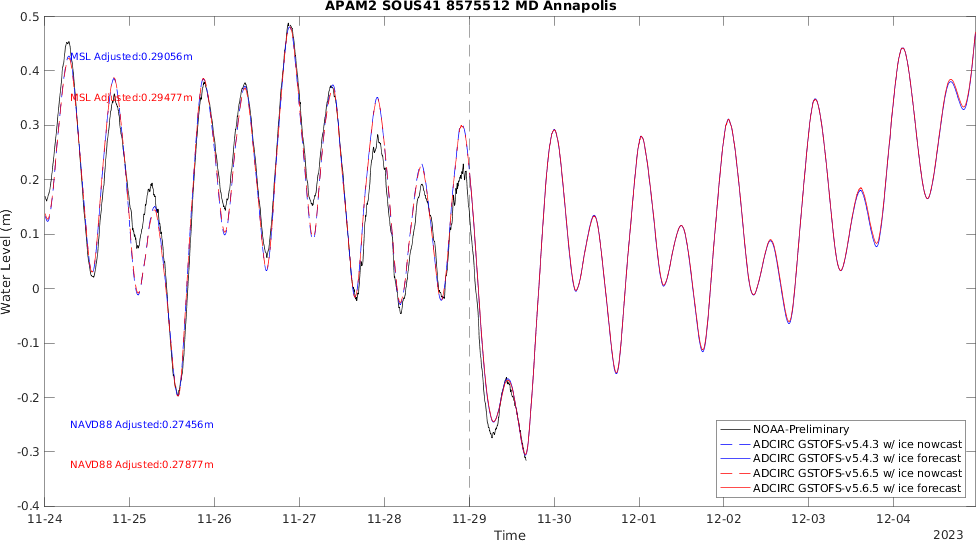 APAM2 SOUS41 8575512 MD Annapolis
0.5
0.4
0.3
0.2
0.1
0
-0.1
-0.2
-0.3
-0.4
Water Level (m)
MSL Adjusted:0.29056m
MSL Adjusted:0.29477m
NAVD88 Adjusted:0.27456m
NAVD88 Adjusted:0.27877m
NOAA-Preliminary
ADCIRC GSTOFS-v5.4.3 w/ ice nowcast
ADCIRC GSTOFS-v5.4.3 w/ ice forecast
ADCIRC GSTOFS-v5.6.5 w/ ice nowcast
ADCIRC GSTOFS-v5.6.5 w/ ice forecast
11-24 11-25 11-26 11-27 11-28 11-29 11-30 12-01 12-02 12-03 12-04
Time
2023